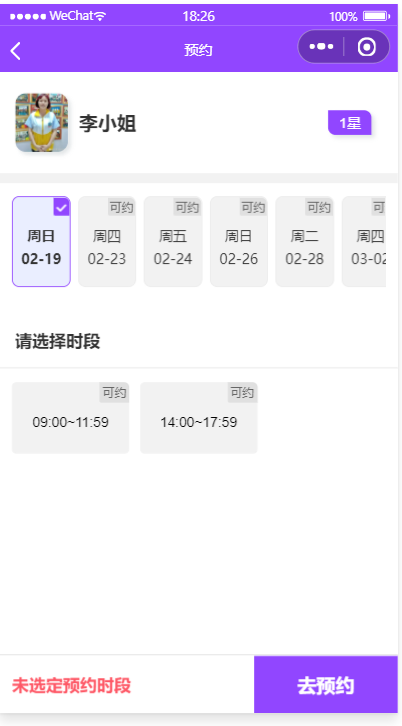 WeChat 18:26 100%
预约
李小姐 1星
可约 可约 可约 可约 可
周日 周四 周五 周日 周二 周四
02-19 02-23 02-24 02-26 02-28 03-02
请选择时段
可约 可约
09:00~11:59 14:00~17:59
未选定预约时段 去预约